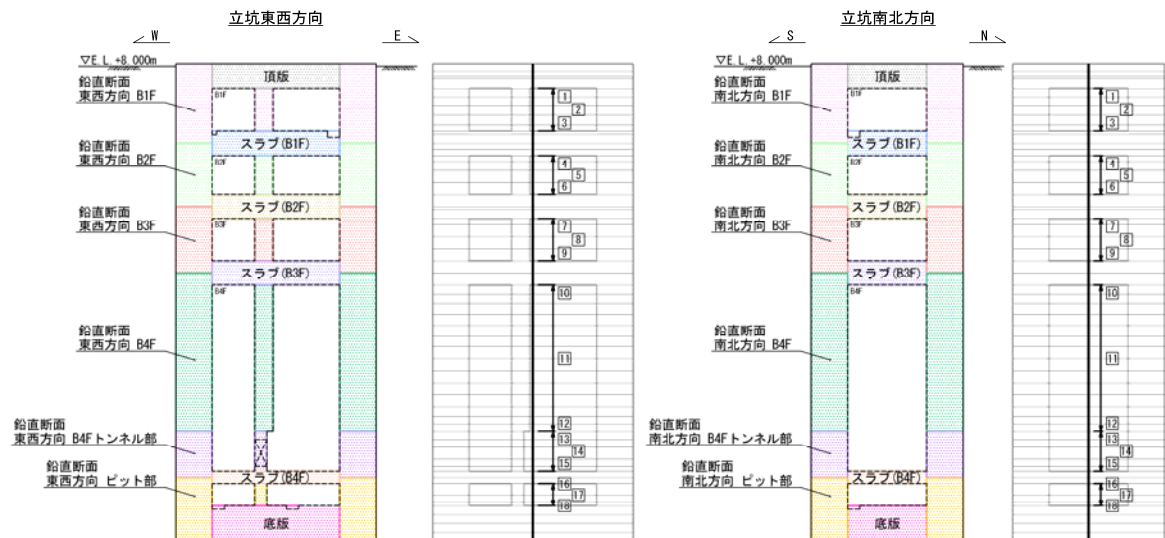 立坑東西方向
W
E
▽E.L.+8.000m
頂版
鉛直断面
東西方向 B1F
B1F
スラブ(B1F)
鉛直断面
東西方向 B2F
B2F
スラブ(B2F)
鉛直断面
東西方向 B3F
B3F
スラブ(B3F)
B4F
鉛直断面
東西方向 B4F
鉛直断面
東西方向 B4Fトンネル部
スラブ(B4F)
鉛直断面
東西方向 ピット部
底版
1
2
3
4
5
6
7
8
9
10
11
12
13
14
15
16
17
18
立坑南北方向
S
N
▽E.L.+8.000m
頂版
鉛直断面
南北方向 B1F
B1F
スラブ(B1F)
鉛直断面
南北方向 B2F
B2F
スラブ(B2F)
鉛直断面
南北方向 B3F
B3F
スラブ(B3F)
B4F
鉛直断面
南北方向 B4F
鉛直断面
南北方向 B4Fトンネル部
スラブ(B4F)
鉛直断面
南北方向 ピット部
底版
1
2
3
4
5
6
7
8
9
10
11
12
13
14
15
16
17
18